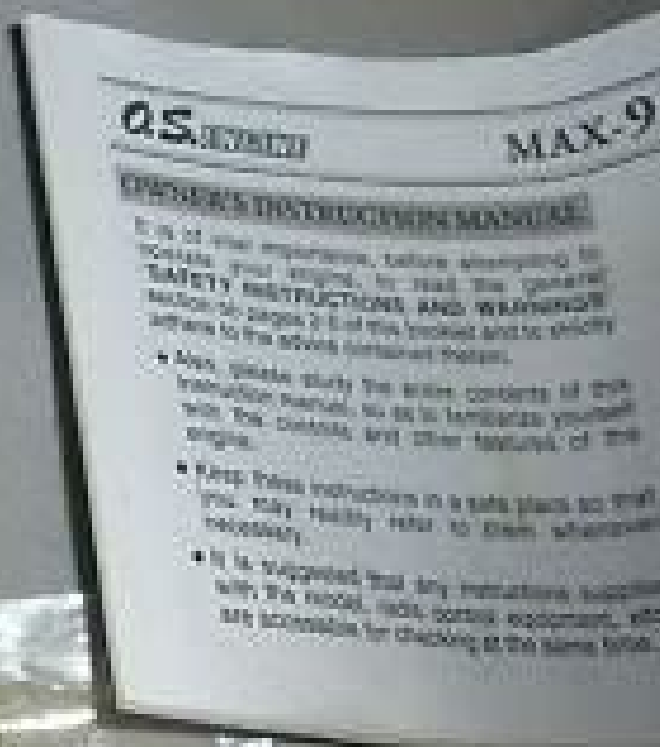 O.S. ENGINE
MAX-9
OWNER'S INSTRUCTION MANUAL
It is of vital importance, before attempting to
operate your engine, to read the general
'SAFETY INSTRUCTIONS AND WARNINGS'
section on pages 2-5 of this booklet and to strictly
adhere to the advice contained therein.
• Also, please study the entire contents of this
instruction manual, so as to familiarize yourself
with the controls and other features of the
engine.
• Keep these instructions in a safe place so that
you may readily refer to them whenever
necessary.
• It is suggested that any instructions supplied
with the model, radio control equipment, etc.,
are accessible for checking at the same time.